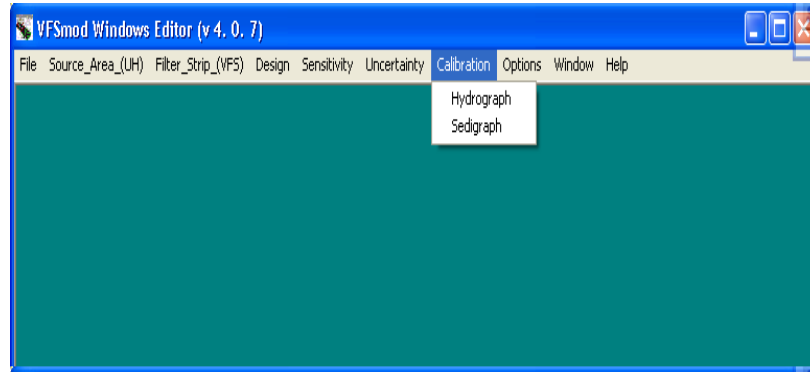 VFSmod Windows Editor (v 4. 0. 7)
File Source_Area_(UH) Filter_Strip_(VFS) Design Sensitivity Uncertainty Calibration Options Window Help
Hydrograph
Sedigraph